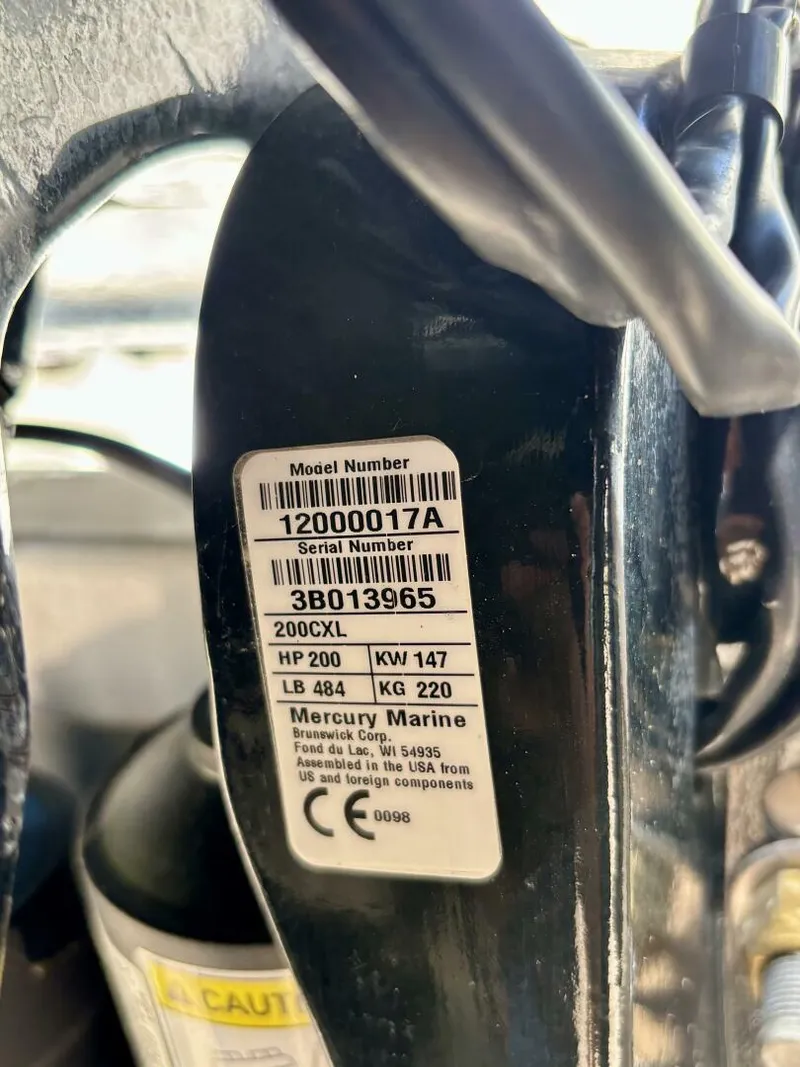 Model Number
12000017A
Serial Number
3B013965
200CXL
HP 200 KW 147
LB 484 KG 220
Mercury Marine
Brunswick Corp.
Fond du Lac, WI 54935
Assembled in the USA from
US and foreign components
CE 0098